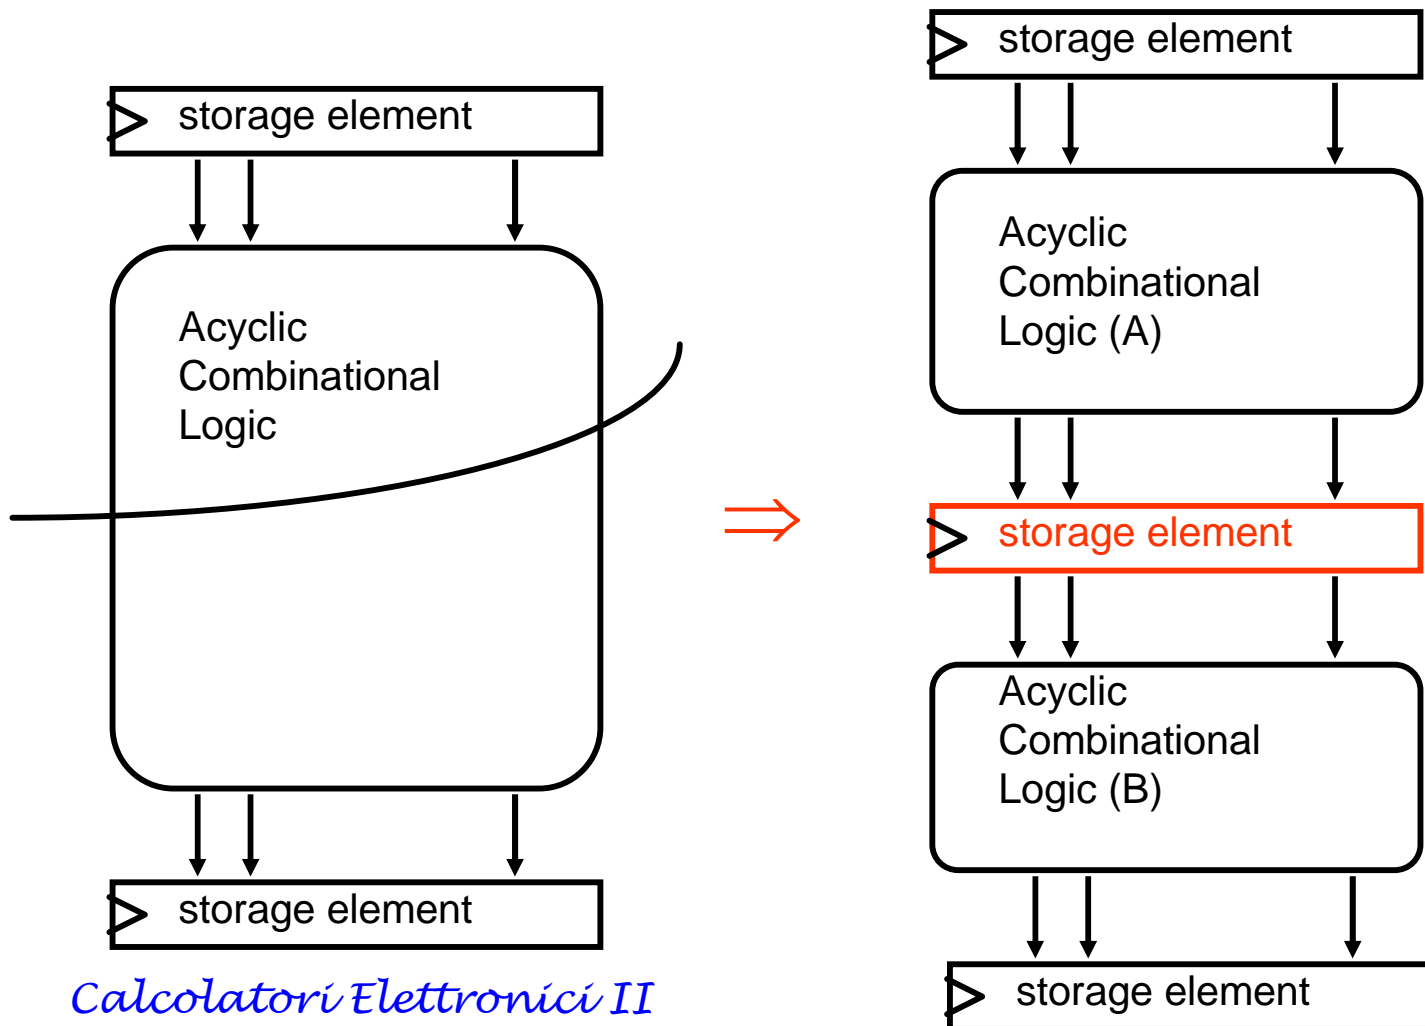 storage element
Acyclic
Combinational
Logic
storage element
Calcolatori Elettronici II
⇒
storage element
Acyclic
Combinational
Logic (A)
storage element
Acyclic
Combinational
Logic (B)
storage element